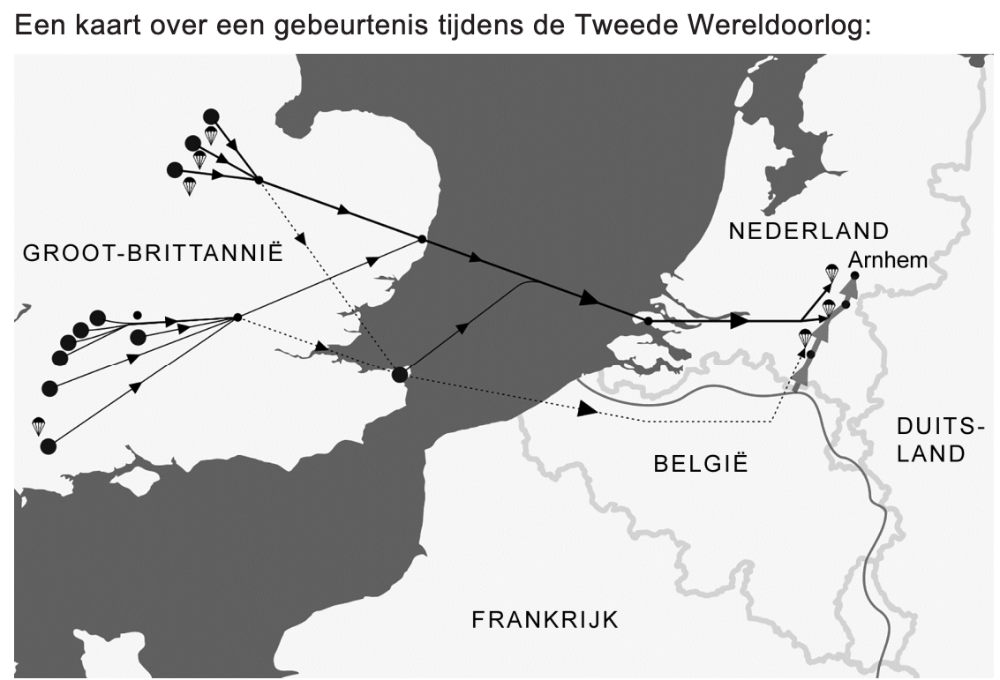 Een kaart over een gebeurtenis tijdens de Tweede Wereldoorlog:
NEDERLAND
GROOT-BRITTANNIË
Arnhem
DUITS-
LAND
BELGIË
FRANKRIJK